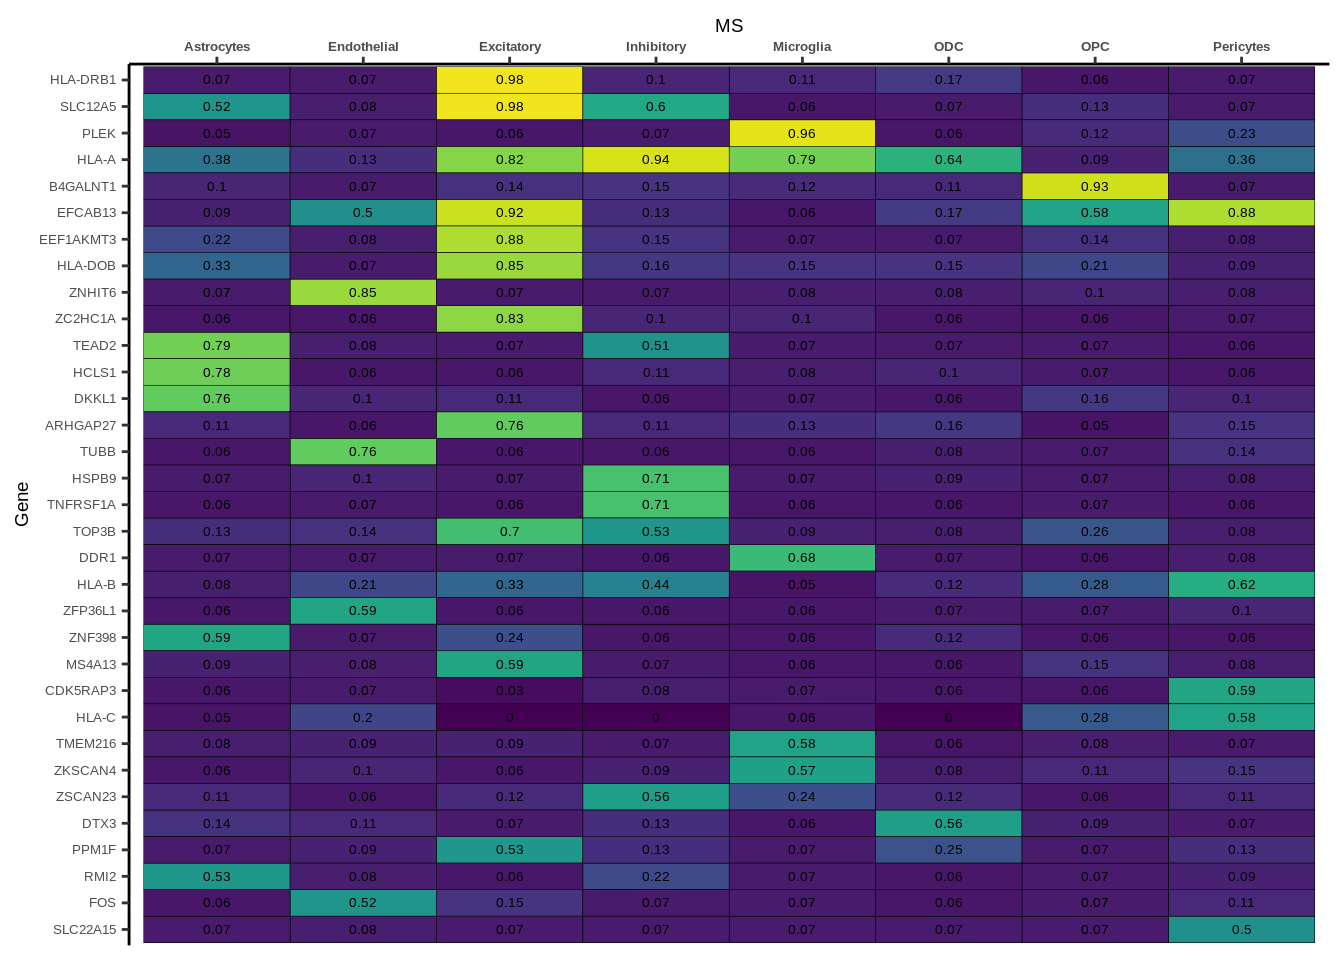 MS
Astrocytes Endothelial Excitatory Inhibitory Microglia ODC OPC Pericytes
HLA-DRB1 0.07 0.07 0.98 0.1 0.11 0.17 0.06 0.07
SLC12A5 0.52 0.08 0.98 0.6 0.06 0.07 0.13 0.07
PLEK 0.05 0.07 0.06 0.07 0.96 0.06 0.12 0.23
HLA-A 0.38 0.13 0.82 0.94 0.79 0.64 0.09 0.36
B4GALNT1 0.1 0.07 0.14 0.15 0.12 0.11 0.93 0.07
EFCAB13 0.09 0.5 0.92 0.13 0.06 0.17 0.58 0.88
EEF1AKMT3 0.22 0.08 0.88 0.15 0.07 0.07 0.14 0.08
HLA-DOB 0.33 0.07 0.85 0.16 0.15 0.15 0.21 0.09
ZNHIT6 0.07 0.85 0.07 0.07 0.08 0.08 0.1 0.08
ZC2HC1A 0.06 0.06 0.83 0.1 0.1 0.06 0.06 0.07
TEAD2 0.79 0.08 0.07 0.51 0.07 0.07 0.07 0.06
HCLS1 0.78 0.06 0.06 0.11 0.08 0.1 0.07 0.06
DKKL1 0.76 0.1 0.11 0.06 0.07 0.06 0.16 0.1
ARHGAP27 0.11 0.06 0.76 0.11 0.13 0.16 0.05 0.15
TUBB 0.06 0.76 0.06 0.06 0.06 0.08 0.07 0.14
HSPB9 0.07 0.1 0.07 0.71 0.07 0.09 0.07 0.08
TNFRSF1A 0.06 0.07 0.06 0.71 0.06 0.06 0.07 0.06
TOP3B 0.13 0.14 0.7 0.53 0.09 0.08 0.26 0.08
DDR1 0.07 0.07 0.07 0.06 0.68 0.07 0.06 0.08
HLA-B 0.08 0.21 0.33 0.44 0.05 0.12 0.28 0.62
ZFP36L1 0.06 0.59 0.06 0.06 0.06 0.07 0.07 0.1
ZNF398 0.59 0.07 0.24 0.06 0.06 0.12 0.06 0.06
MS4A13 0.09 0.08 0.59 0.07 0.06 0.06 0.15 0.08
CDK5RAP3 0.06 0.07 0.03 0.08 0.07 0.06 0.06 0.59
HLA-C 0.05 0.2 0 0 0.06 0 0.28 0.58
TMEM216 0.08 0.09 0.09 0.07 0.58 0.06 0.08 0.07
ZKSCAN4 0.06 0.1 0.06 0.09 0.57 0.08 0.11 0.15
ZSCAN23 0.11 0.06 0.12 0.56 0.24 0.12 0.06 0.11
DTX3 0.14 0.11 0.07 0.13 0.06 0.56 0.09 0.07
PPM1F 0.07 0.09 0.53 0.13 0.07 0.25 0.07 0.13
RMI2 0.53 0.08 0.06 0.22 0.07 0.06 0.07 0.09
FOS 0.06 0.52 0.15 0.07 0.07 0.06 0.07 0.11
SLC22A15 0.07 0.08 0.07 0.07 0.07 0.07 0.07 0.5
Gene